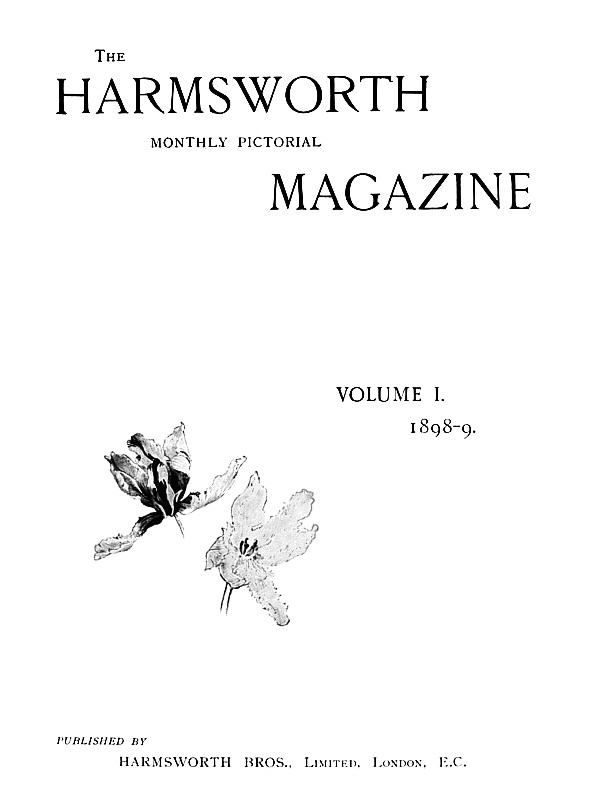 THE
HARMSWORTH
MONTHLY PICTORIAL
MAGAZINE
VOLUME I.
1898-9.
PUBLISHED BY
HARMSWORTH BROS., LIMITED, LONDON, E.C.